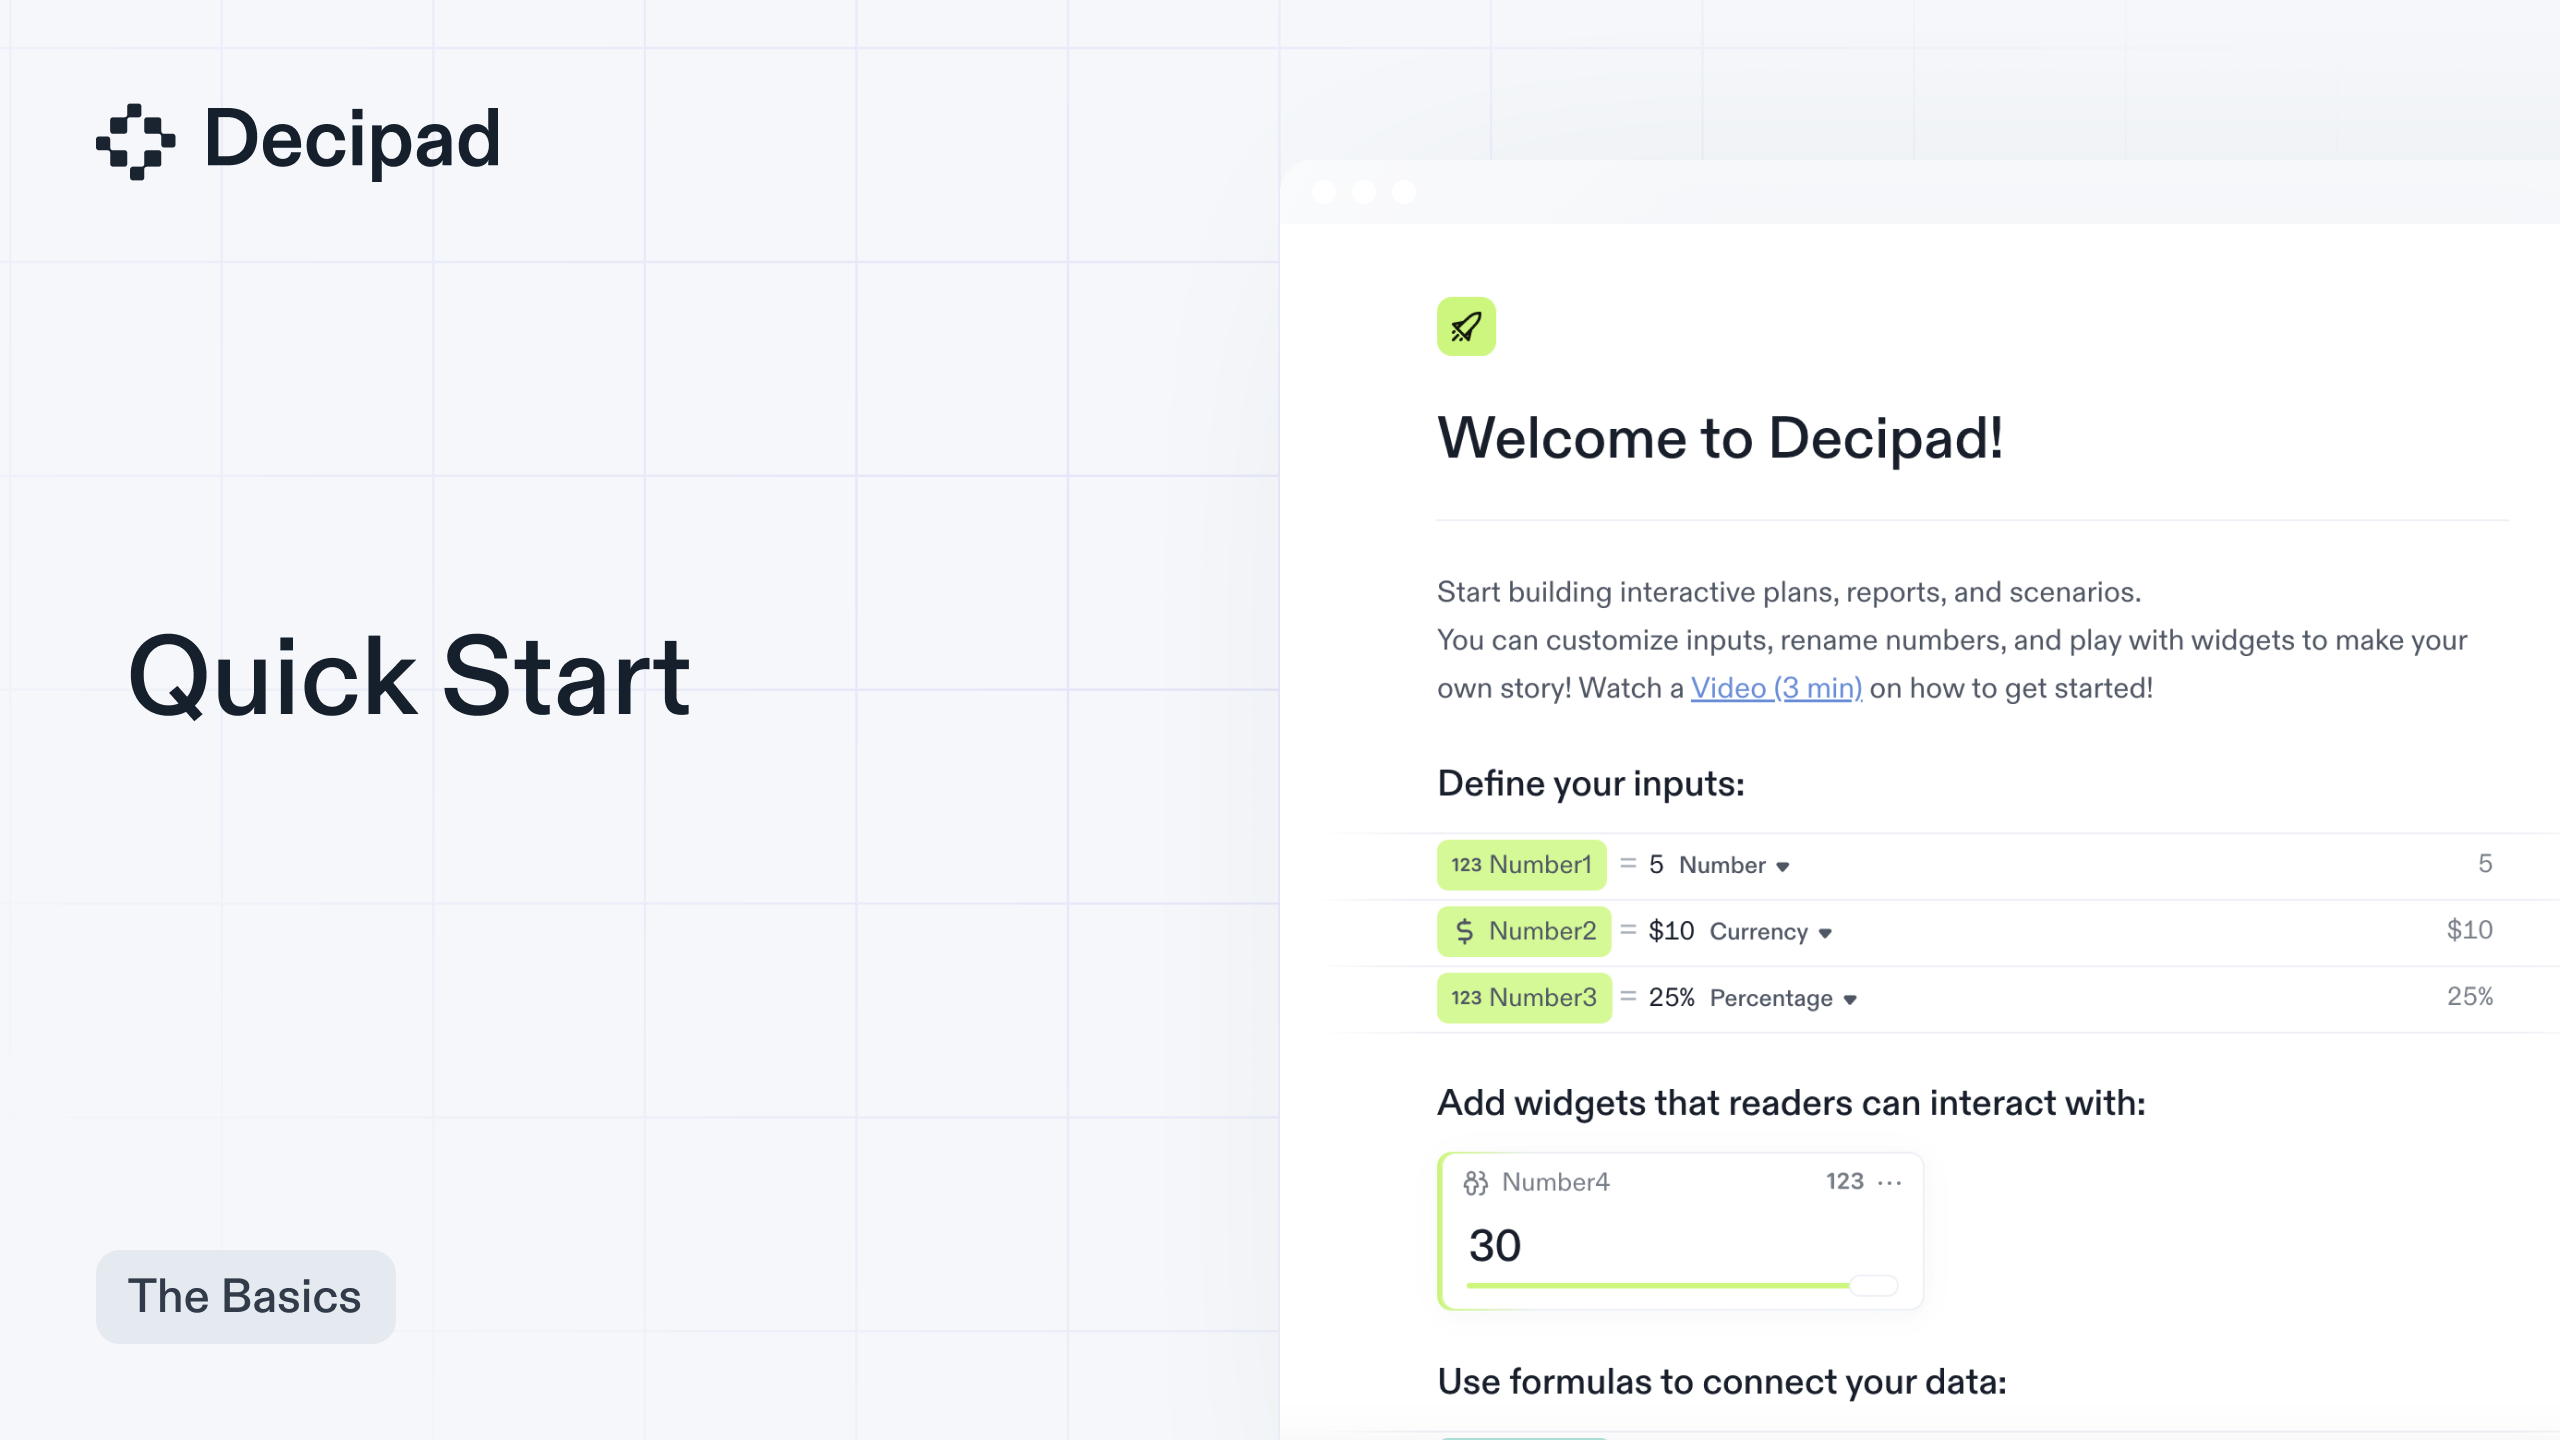 Decipad
Quick Start
The Basics
Welcome to Decipad!
Start building interactive plans, reports, and scenarios.
You can customize inputs, rename numbers, and play with widgets to make your
own story! Watch a Video (3 min) on how to get started!
Define your inputs:
123 Number1 = 5 Number 5
$ Number2 = $10 Currency $10
123 Number3 = 25% Percentage 25%
Add widgets that readers can interact with:
Number4 123 ...
30
Use formulas to connect your data: